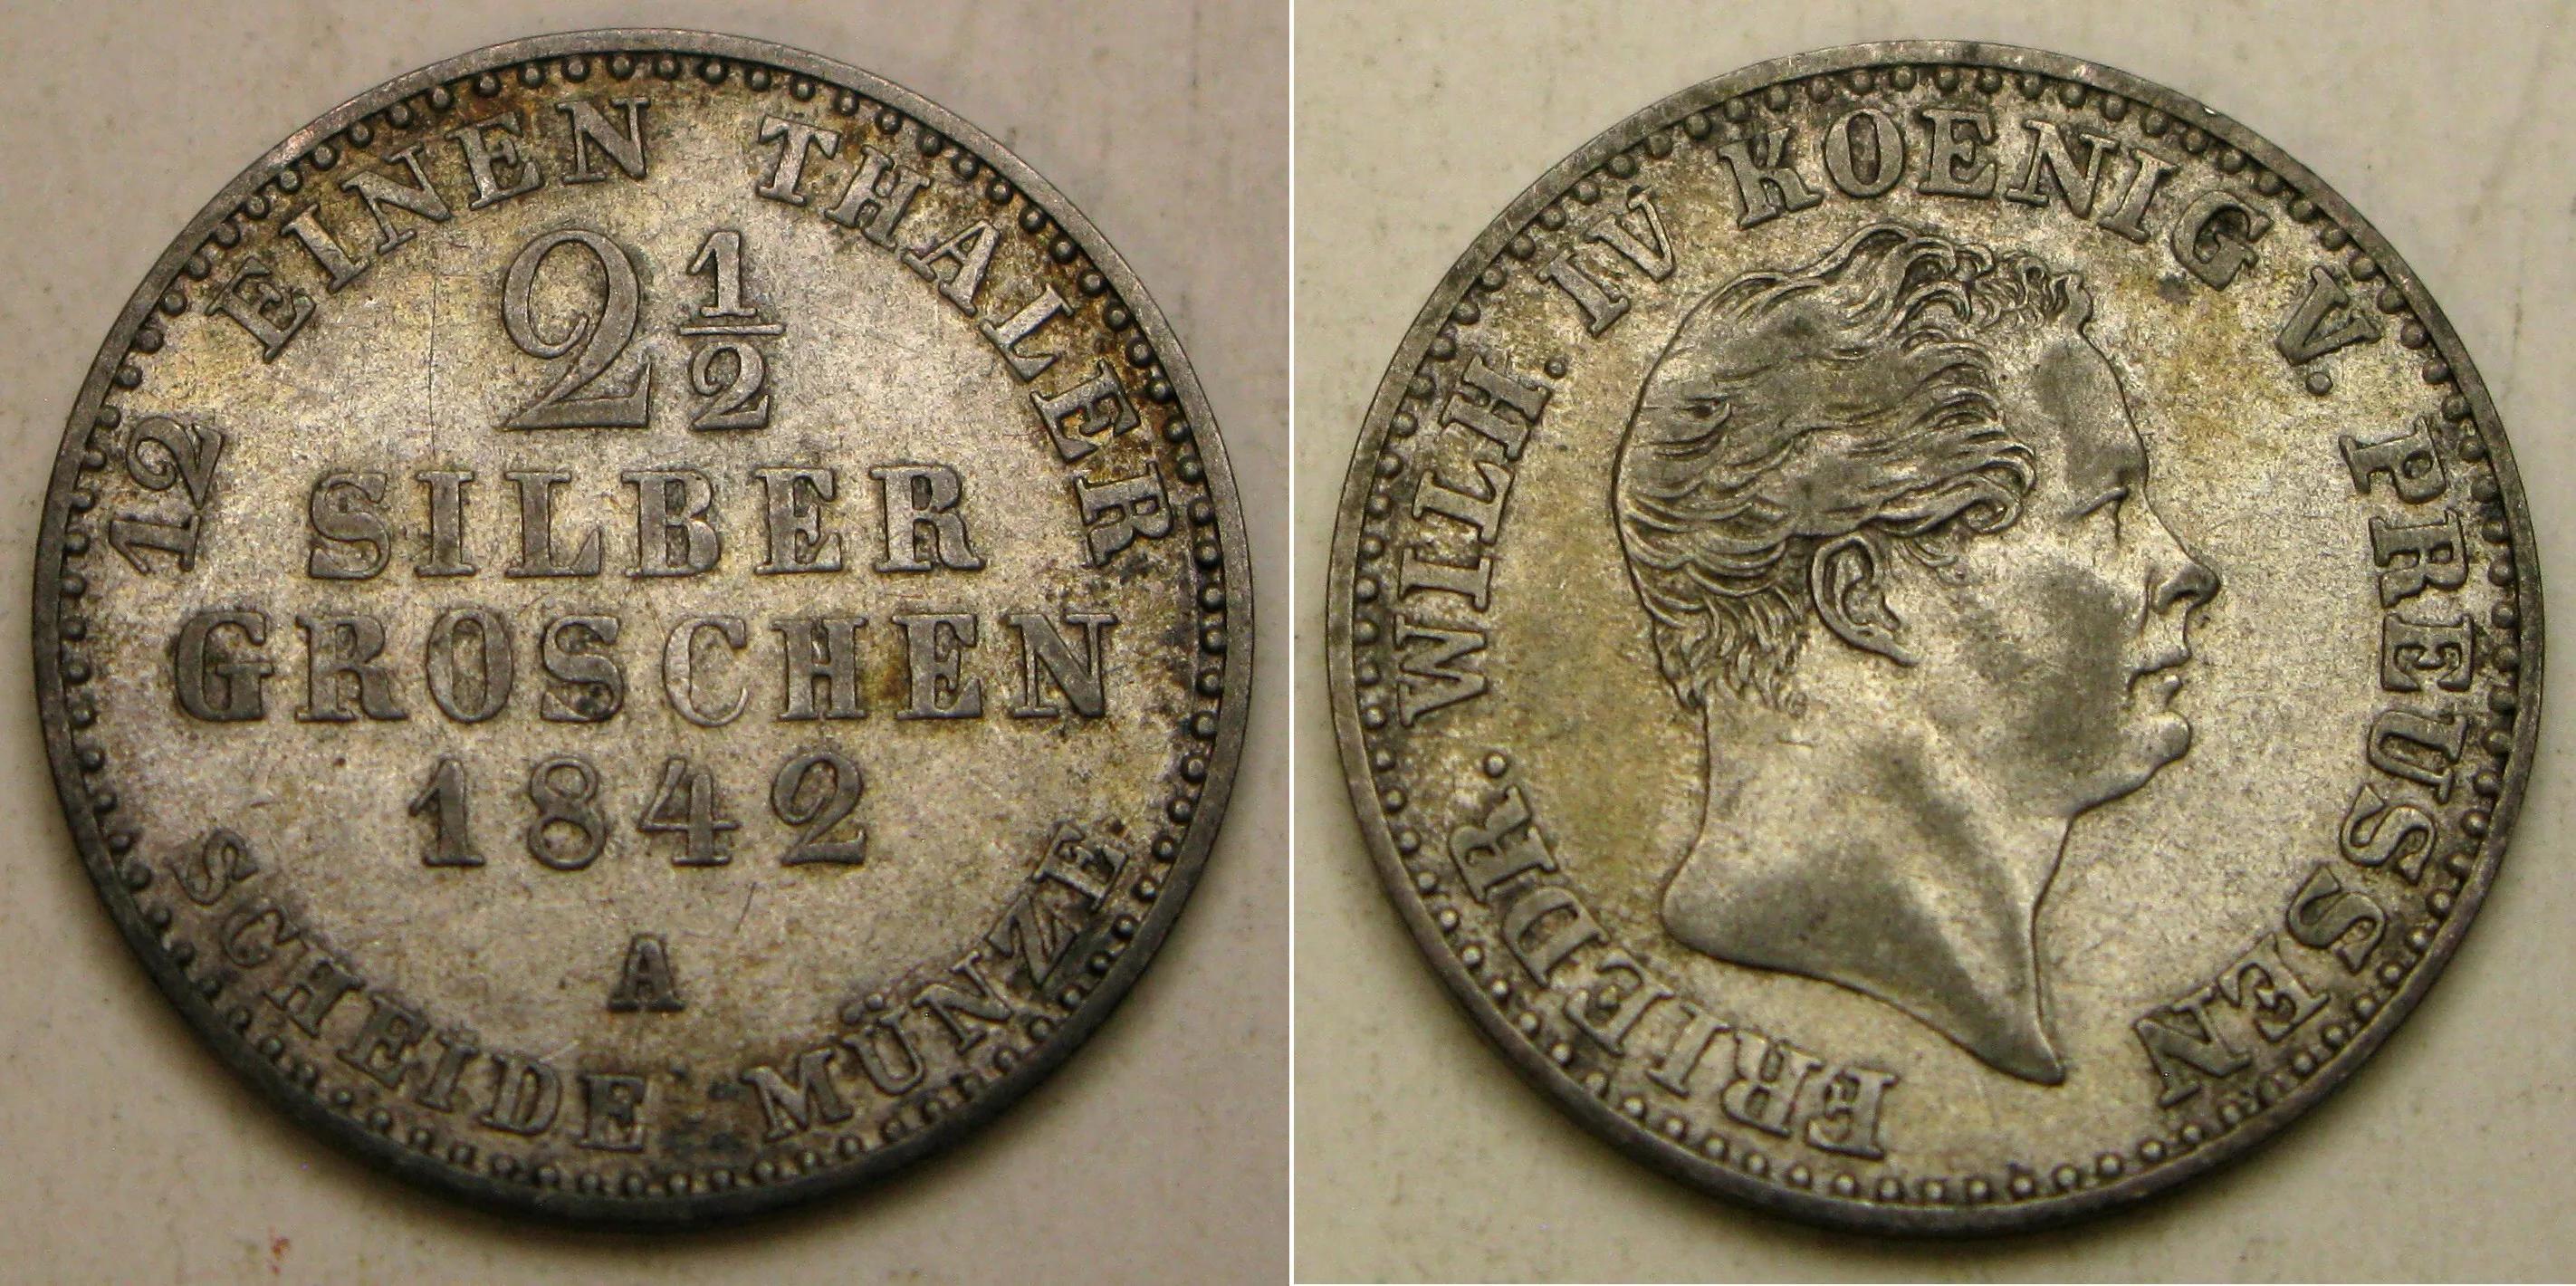 12 EINEN THALER
2 1/2
SILBER
GROSCHEN
1842
A
SCHEIDE MÜNZE
FRIEDR. WILH. IV KOENIG V. PREUSSEN